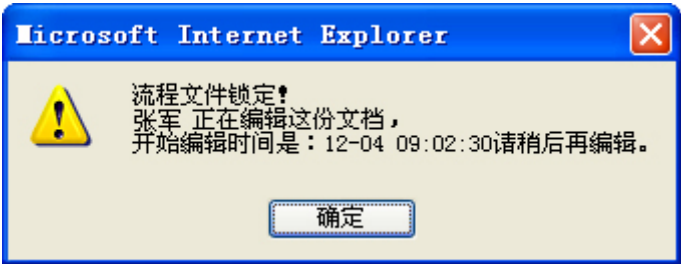 Microsoft Internet Explorer
流程文件锁定！
张军 正在编辑这份文档，
开始编辑时间是：12-04 09:02:30请稍后再编辑。
确定